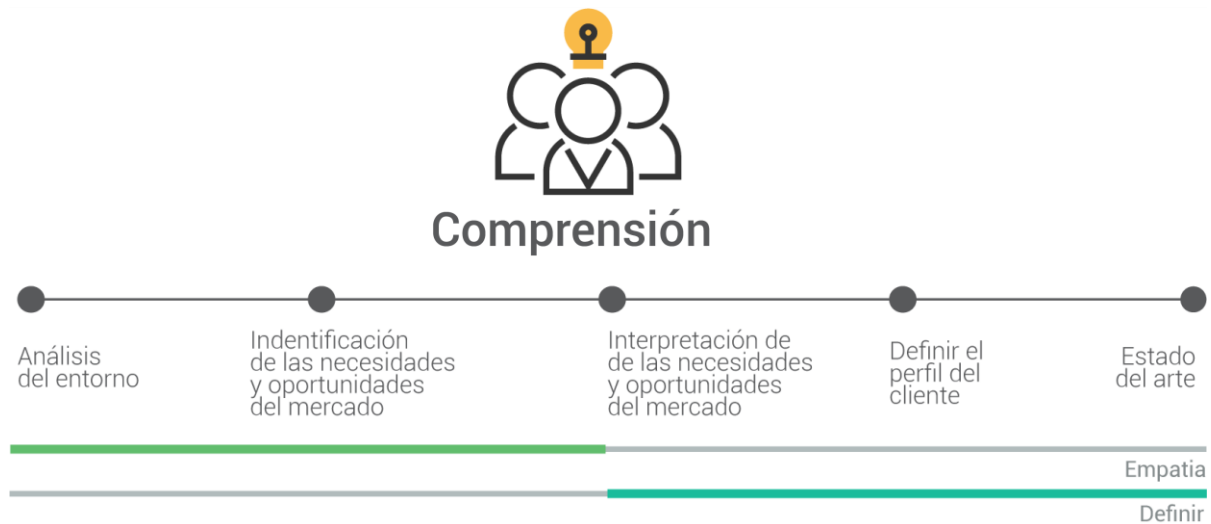 Comprensión
Análisis
del entorno
Indentificación
de las necesidades
y oportunidades
del mercado
Interpretación de
de las necesidades
y oportunidades
del mercado
Definir el
perfil del
cliente
Estado
del arte
Empatia
Definir